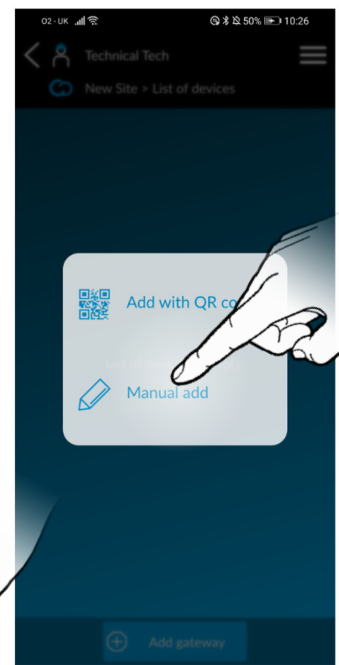 O2 - UK 50% 10:26
Technical Tech
New Site > List of devices
Add with QR co
Manual add
Add gateway